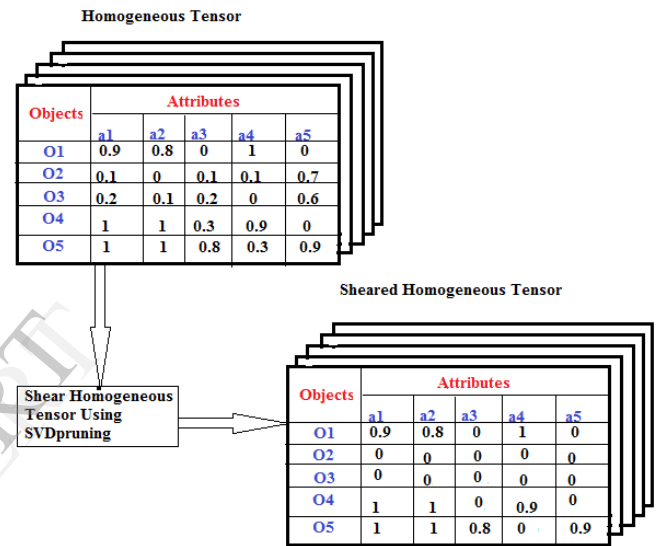 Homogeneous Tensor
Objects Attributes
a1 a2 a3 a4 a5
O1 0.9 0.8 0 1 0
O2 0.1 0 0.1 0.1 0.7
O3 0.2 0.1 0.2 0 0.6
O4 1 1 0.3 0.9 0
O5 1 1 0.8 0.3 0.9
Shear Homogeneous
Tensor Using
SVDpruning
Sheared Homogeneous Tensor
Objects Attributes
a1 a2 a3 a4 a5
O1 0.9 0.8 0 1 0
O2 0 0 0 0 0
O3 0 0 0 0 0
O4 1 1 0 0.9 0
O5 1 1 0.8 0 0.9